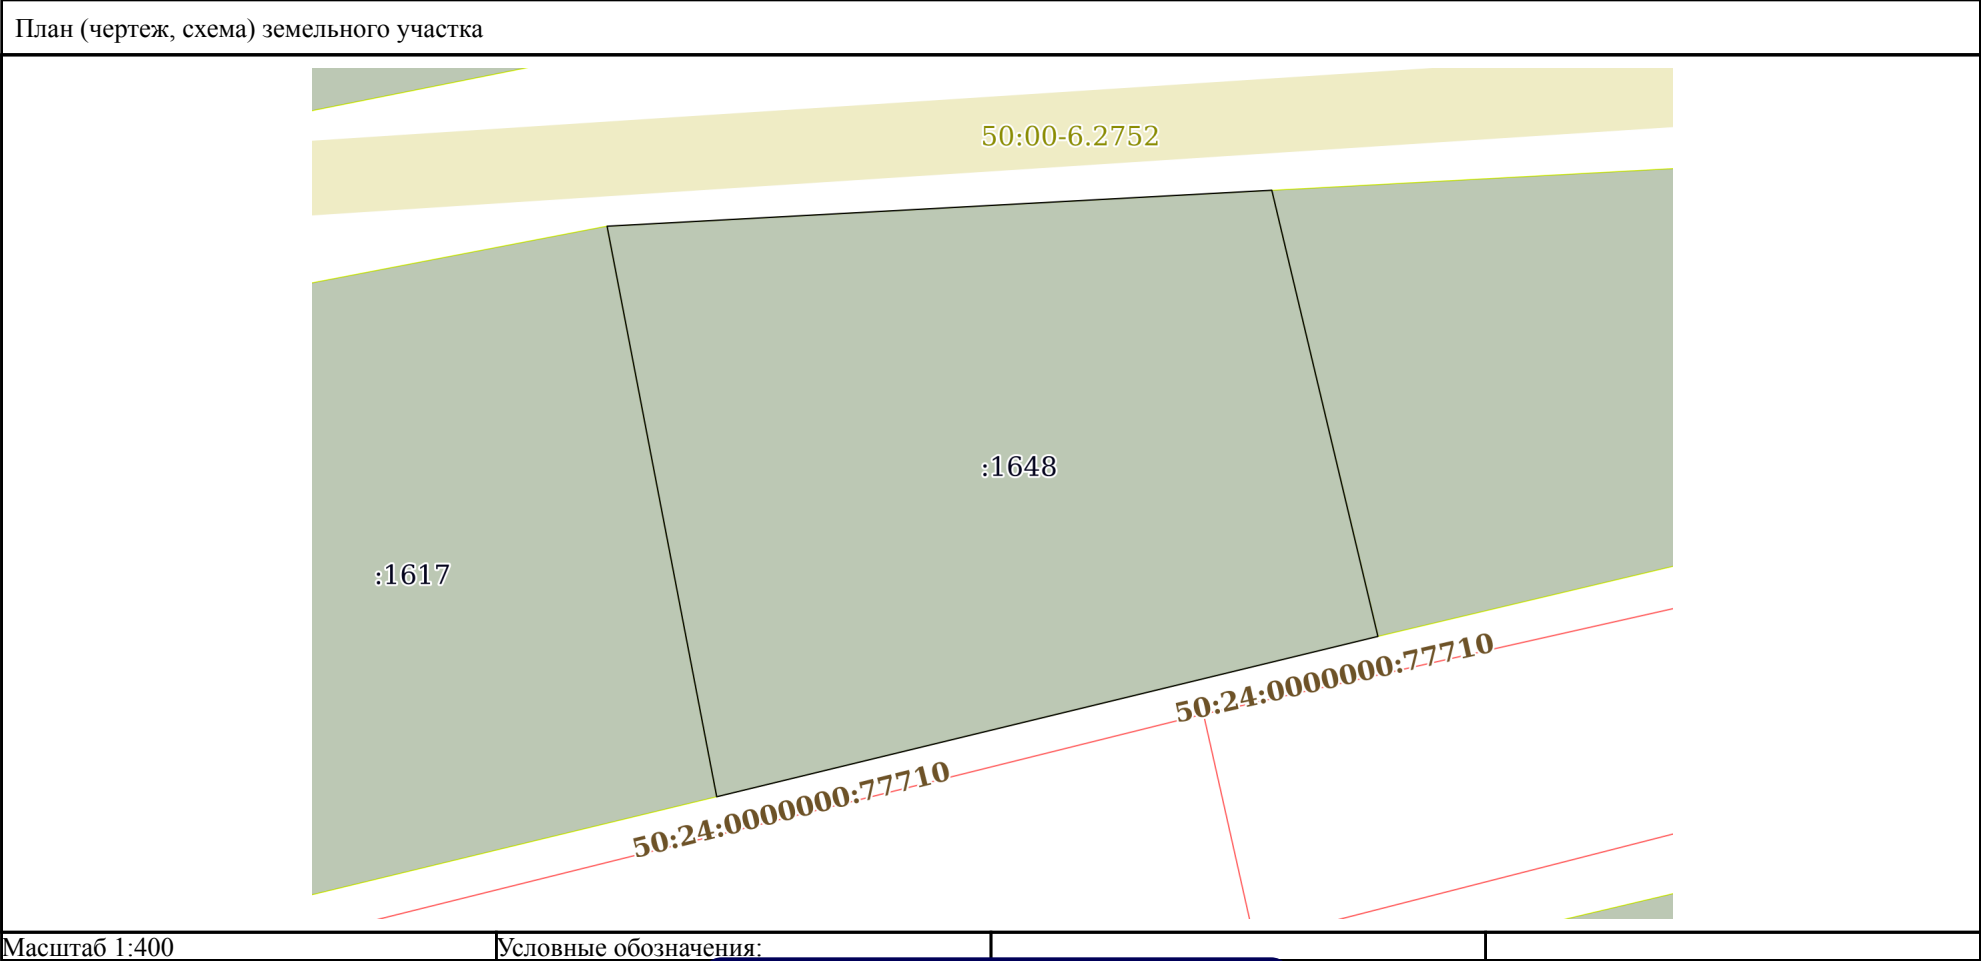 План (чертеж, схема) земельного участка
50:00-6.2752
:1648
:1617
50:24:0000000:77710
50:24:0000000:77710
Масштаб 1:400
Условные обозначения: